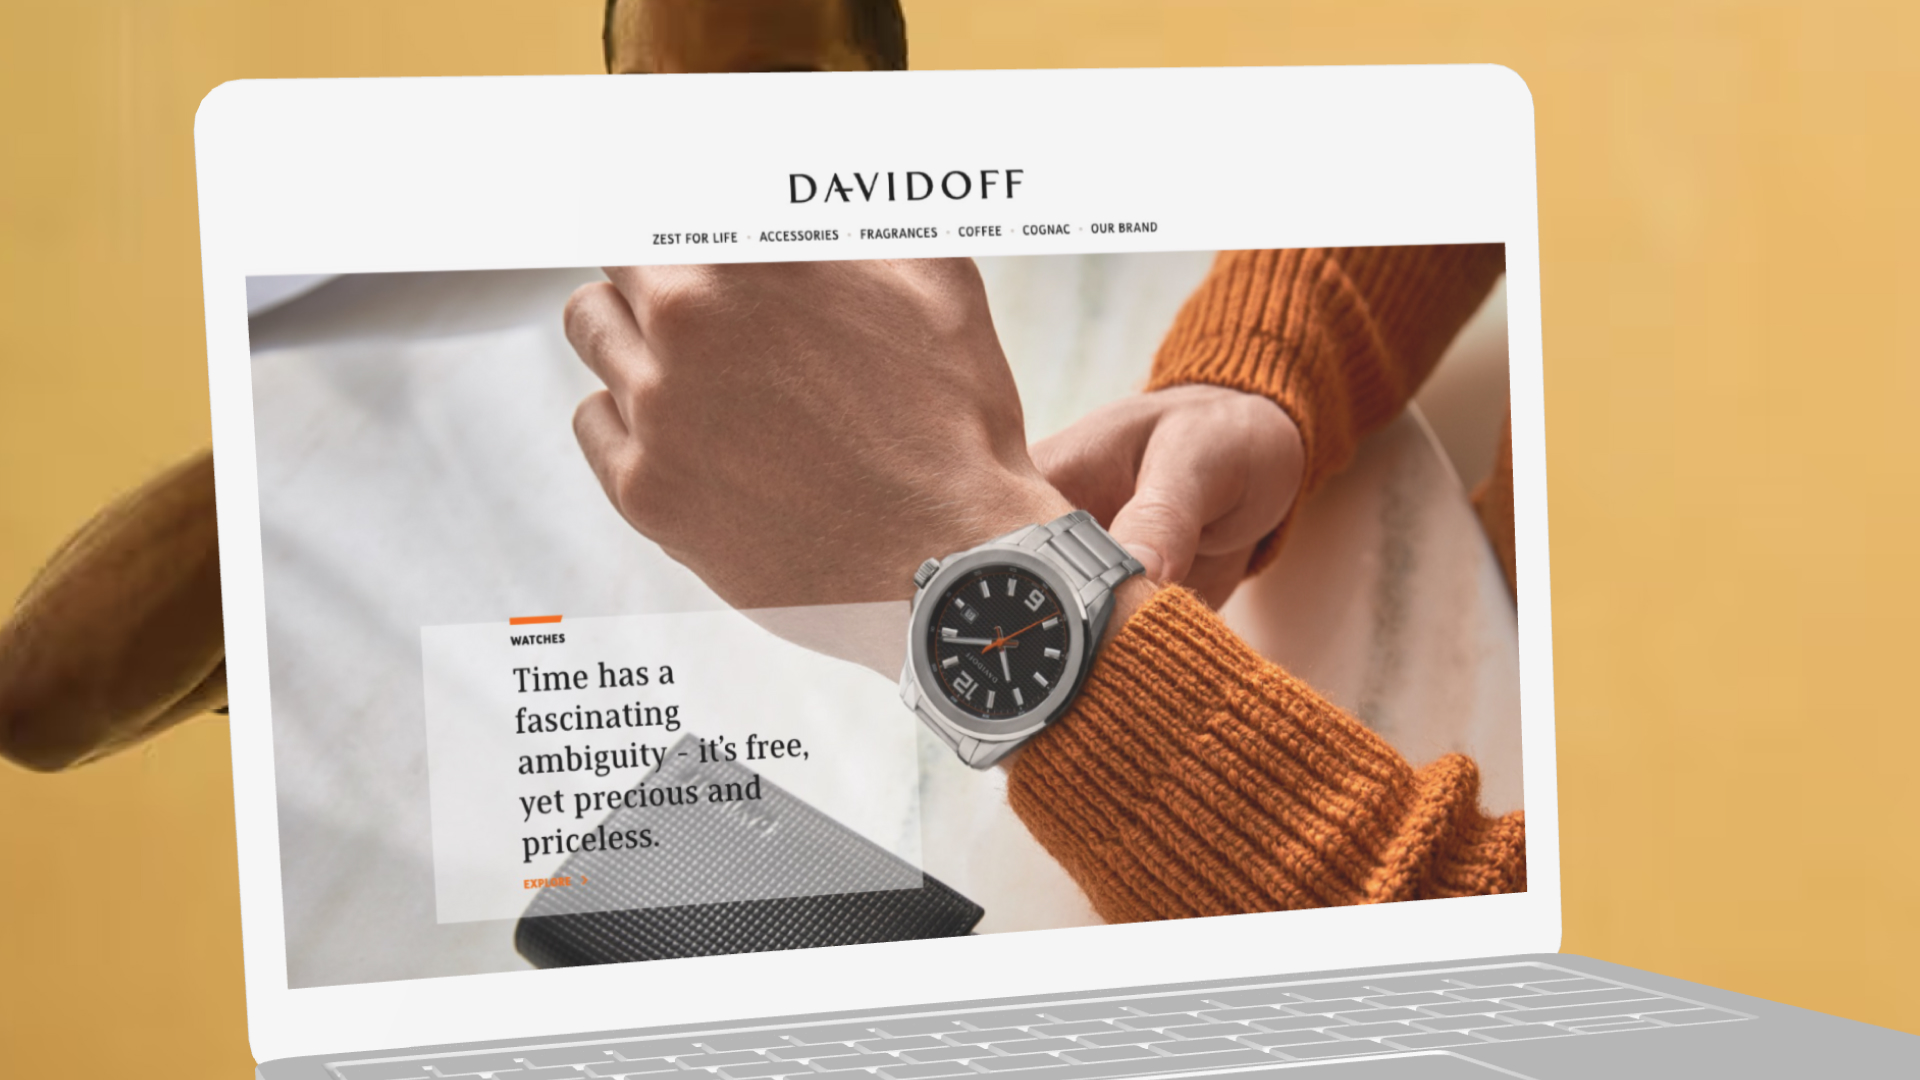 DAVIDOFF
ZEST FOR LIFE • ACCESSORIES • FRAGRANCES • COFFEE • COGNAC • OUR BRAND
WATCHES
Time has a
fascinating
ambiguity - it's free,
yet precious and
priceless.
EXPLORE >
6
12
DAVIDOFF